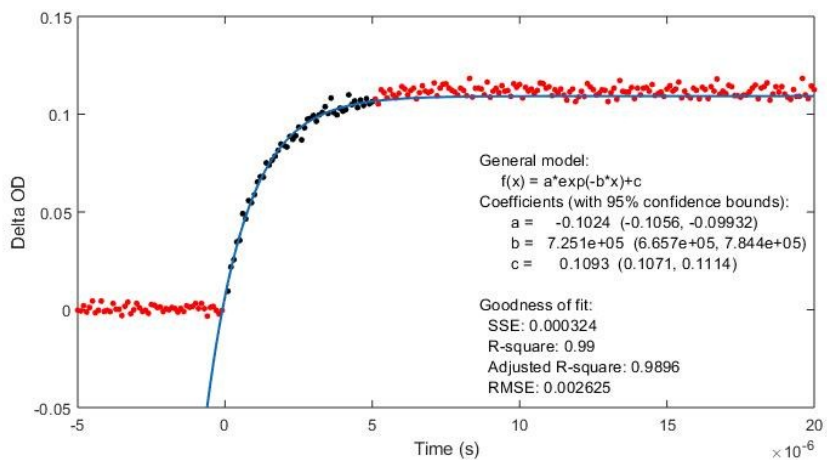 0.15
0.1
0.05
0
-0.05
Delta OD
General model:
f(x) = a*exp(-b*x)+c
Coefficients (with 95% confidence bounds):
a = -0.1024 (-0.1056, -0.09932)
b = 7.251e+05 (6.657e+05, 7.844e+05)
c = 0.1093 (0.1071, 0.1114)
Goodness of fit:
SSE: 0.000324
R-square: 0.99
Adjusted R-square: 0.9896
RMSE: 0.002625
-5 0 5 10 15 20
Time (s)
×10⁻⁶